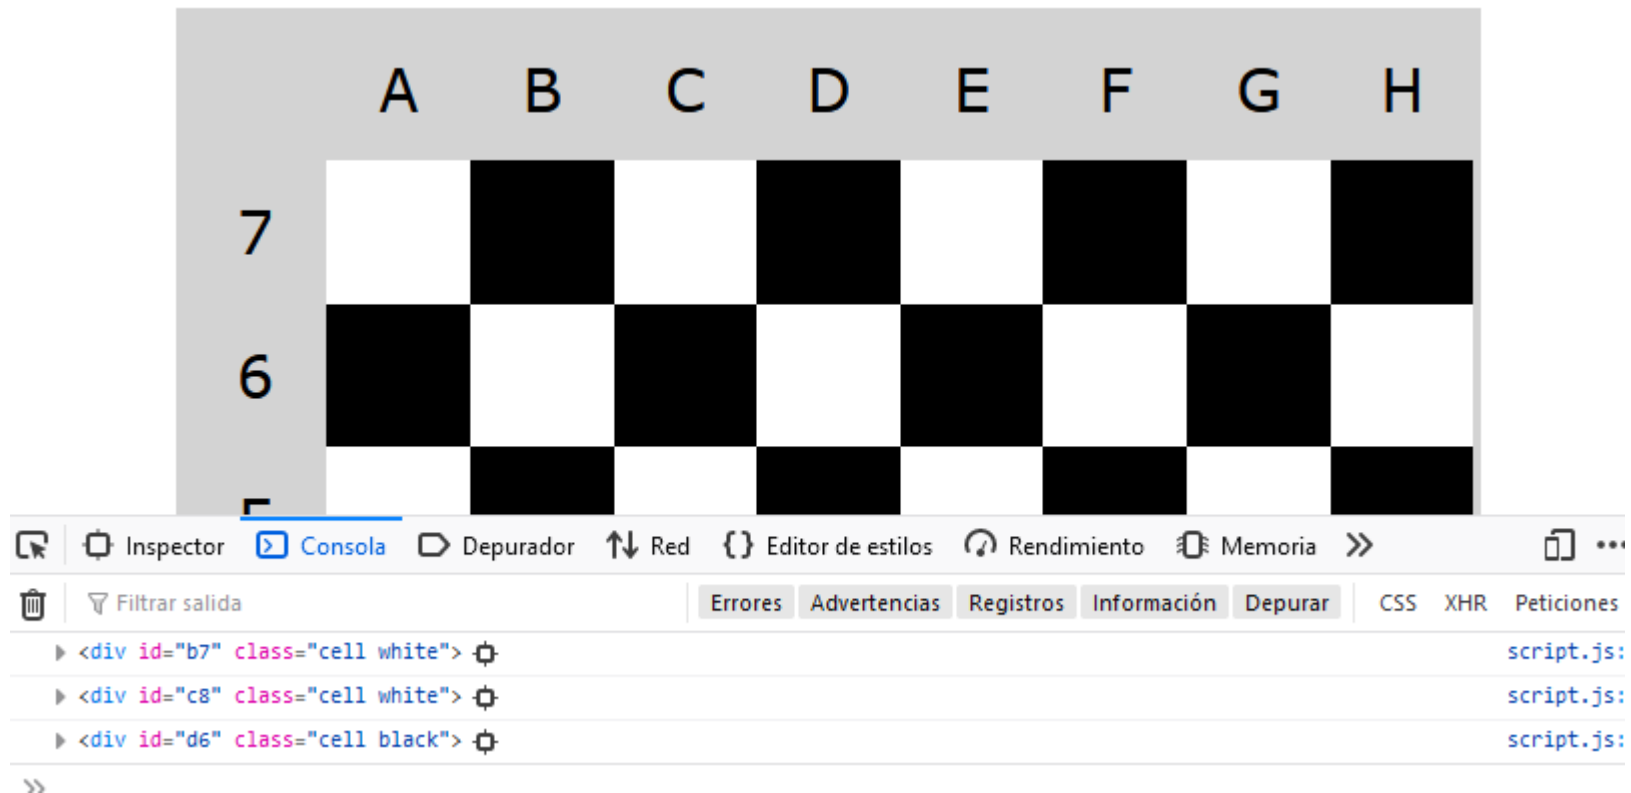 A B C D E F G H
7
6
5
Inspector Consola Depurador Red Editor de estilos Rendimiento Memoria
Filtrar salida Errores Advertencias Registros Información Depurar CSS XHR Peticiones
<div id="b7" class="cell white"> script.js:
<div id="c8" class="cell white"> script.js:
<div id="d6" class="cell black"> script.js: